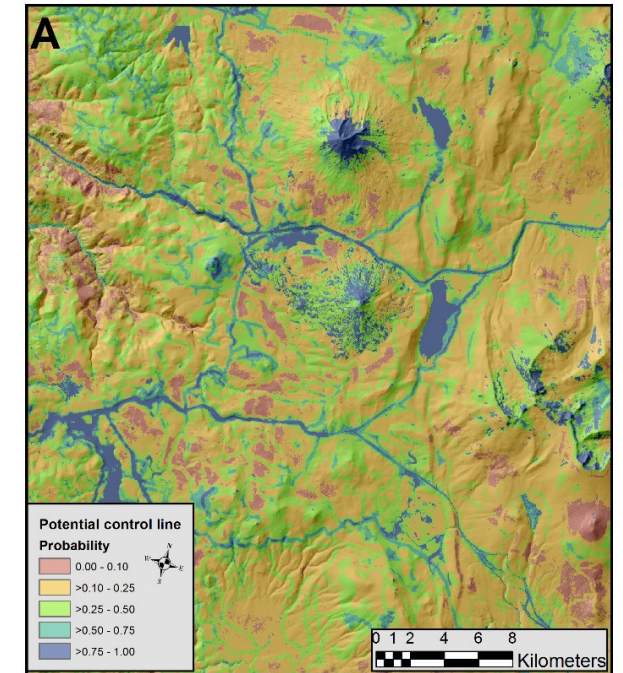 A
Potential control line
Probability
N
W E
S
0.00 - 0.10
>0.10 - 0.25
>0.25 - 0.50
>0.50 - 0.75
>0.75 - 1.00
0 1 2 4 6 8
Kilometers